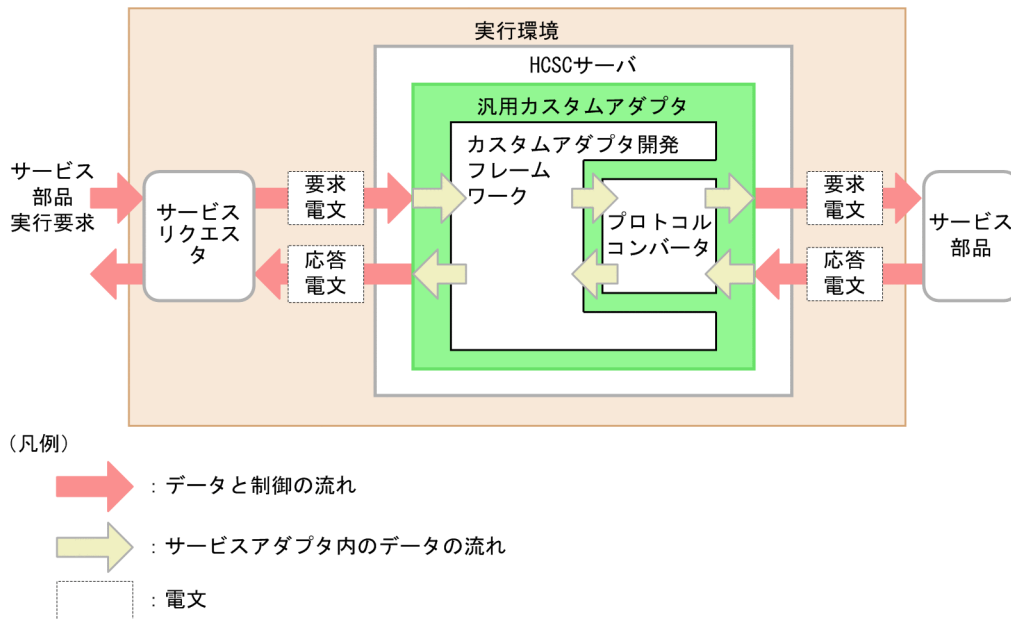 実行環境
HCSCサーバ
汎用カスタムアダプタ
カスタムアダプタ開発
フレーム
ワーク
サービス
部品
実行要求
サービス
リクエス
タ
要求
電文
応答
電文
プロトコル
コンバータ
要求
電文
応答
電文
サービス
部品
（凡例）
：データと制御の流れ
：サービスアダプタ内のデータの流れ
：電文